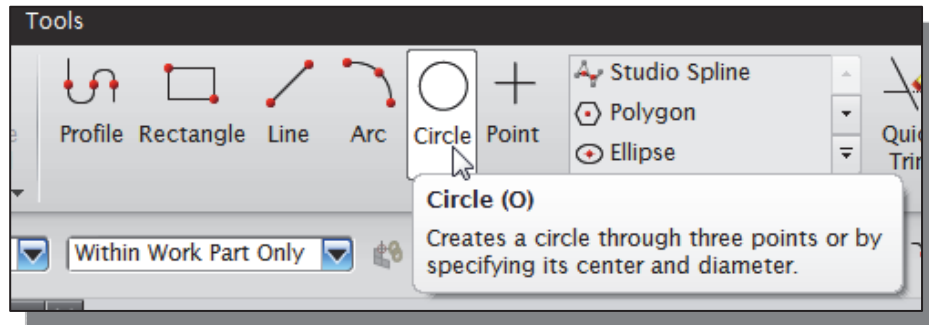 Tools
Studio Spline
Polygon
Ellipse
Profile Rectangle Line Arc Circle Point
Circle (O)
Creates a circle through three points or by
specifying its center and diameter.
Within Work Part Only